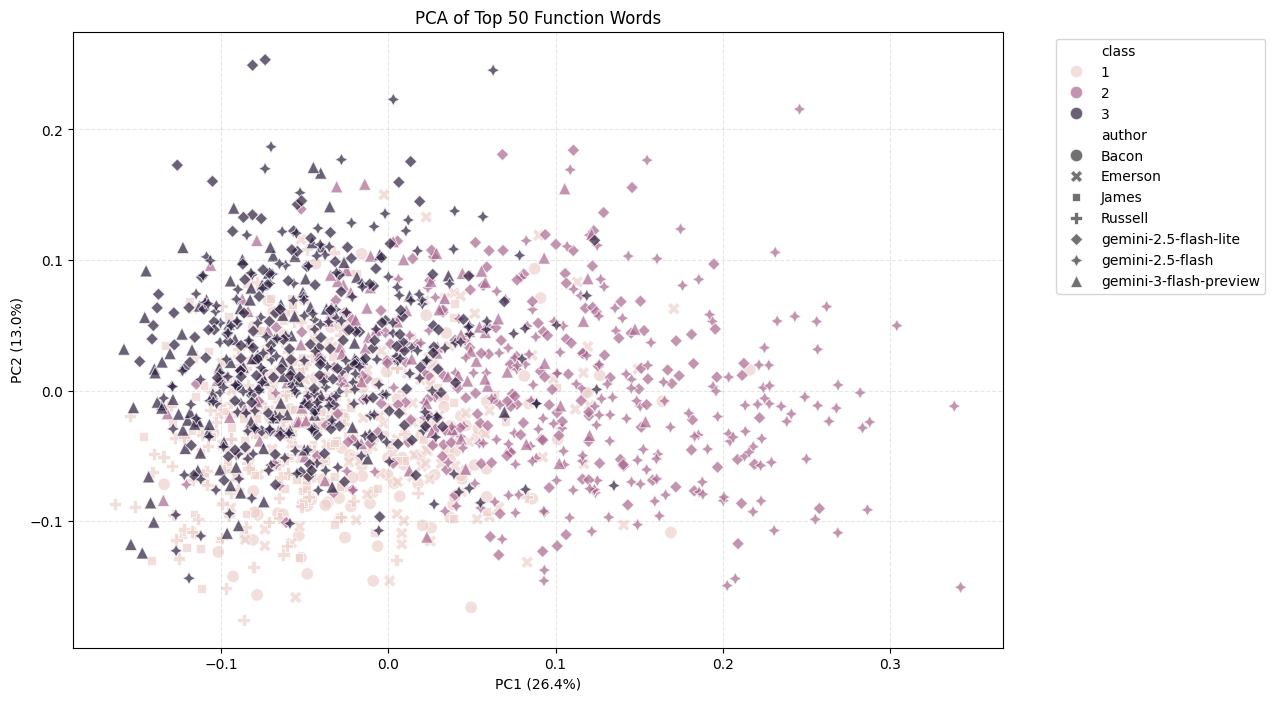 PCA of Top 50 Function Words
PC2 (13.0%)
0.2
0.1
0.0
−0.1
−0.1
0.0
0.1
0.2
0.3
PC1 (26.4%)
class
1
2
3
author
Bacon
Emerson
James
Russell
gemini-2.5-flash-lite
gemini-2.5-flash
gemini-3-flash-preview